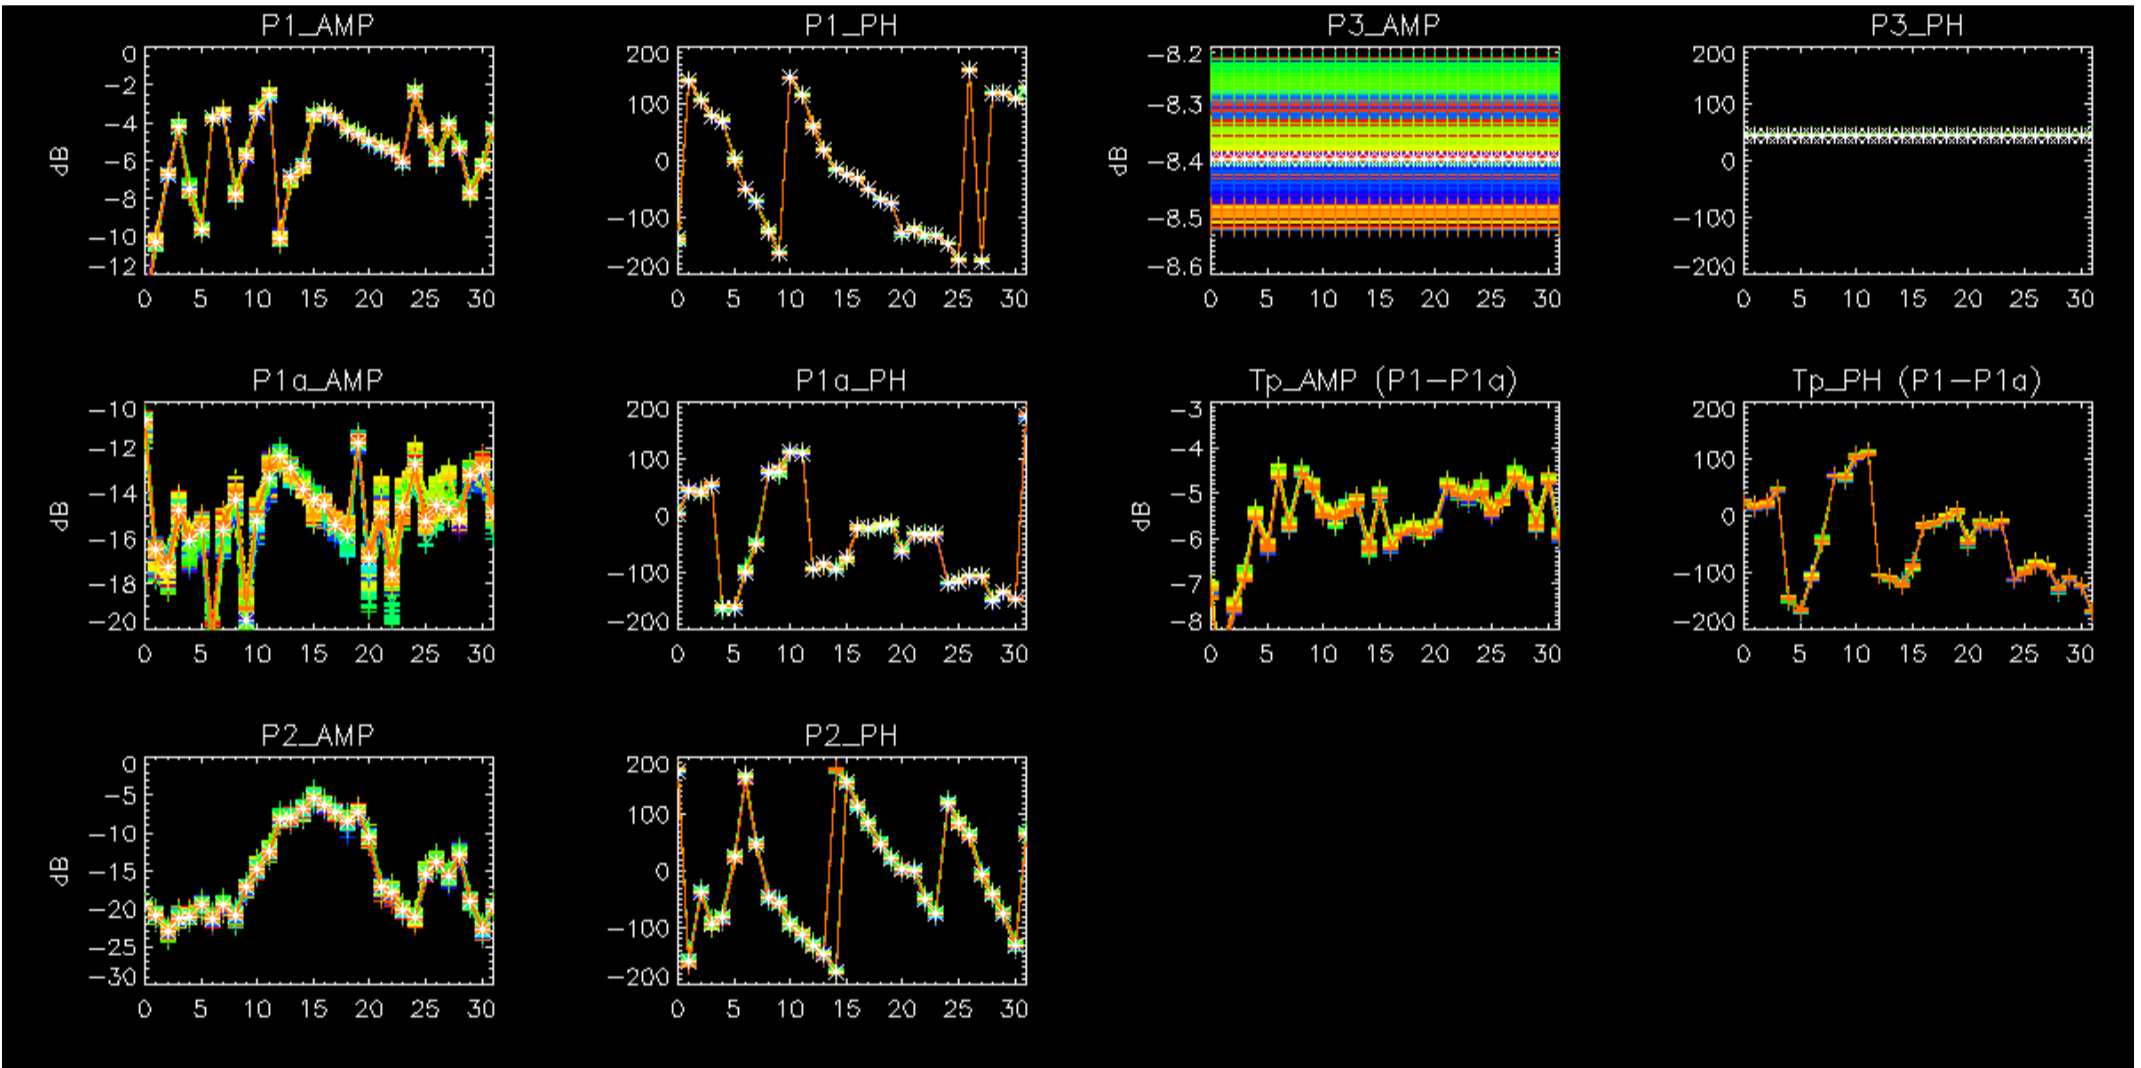 P1_AMP
P1_PH
P3_AMP
P3_PH
0
−2
−4
−6
−8
−10
−12
dB
0 5 10 15 20 25 30
200
100
0
−100
−200
0 5 10 15 20 25 30
−8.2
−8.3
−8.4
−8.5
−8.6
dB
0 5 10 15 20 25 30
200
100
0
−100
−200
0 5 10 15 20 25 30
P1a_AMP
P1a_PH
Tp_AMP (P1−P1a)
Tp_PH (P1−P1a)
−10
−12
−14
−16
−18
−20
dB
0 5 10 15 20 25 30
200
100
0
−100
−200
0 5 10 15 20 25 30
−3
−4
−5
−6
−7
−8
dB
0 5 10 15 20 25 30
200
100
0
−100
−200
0 5 10 15 20 25 30
P2_AMP
P2_PH
0
−5
−10
−15
−20
−25
−30
dB
0 5 10 15 20 25 30
200
100
0
−100
−200
0 5 10 15 20 25 30